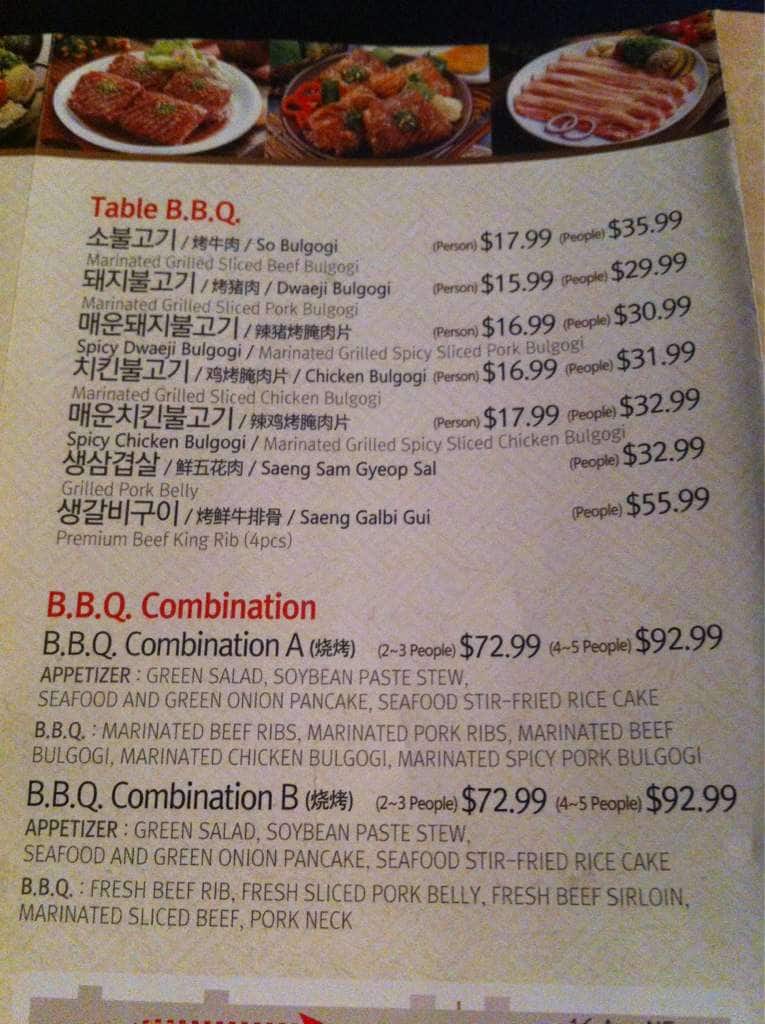 Table B.B.Q.
소불고기 / 烤牛肉 / So Bulgogi (Person) $17.99 (People) $35.99
Marinated Grilled Sliced Beef Bulgogi
돼지불고기 / 烤猪肉 / Dwaeji Bulgogi (Person) $15.99 (People) $29.99
Marinated Grilled Sliced Pork Bulgogi
매운돼지불고기 / 辣猪烤腌肉片 (Person) $16.99 (People) $30.99
Spicy Dwaeji Bulgogi / Marinated Grilled Spicy Sliced Pork Bulgogi
치킨불고기 / 鸡烤腌肉片 / Chicken Bulgogi (Person) $16.99 (People) $31.99
Marinated Grilled Sliced Chicken Bulgogi
매운치킨불고기 / 辣鸡烤腌肉片 (Person) $17.99 (People) $32.99
Spicy Chicken Bulgogi / Marinated Grilled Spicy Sliced Chicken Bulgogi
생삼겹살 / 鲜五花肉 / Saeng Sam Gyeop Sal (People) $32.99
Grilled Pork Belly
생갈비구이 / 烤鲜牛排骨 / Saeng Galbi Gui (People) $55.99
Premium Beef King Rib (4pcs)
B.B.Q. Combination
B.B.Q. Combination A (烧烤) (2~3 People) $72.99 (4~5 People) $92.99
APPETIZER : GREEN SALAD, SOYBEAN PASTE STEW,
SEAFOOD AND GREEN ONION PANCAKE, SEAFOOD STIR-FRIED RICE CAKE
B.B.Q. : MARINATED BEEF RIBS, MARINATED PORK RIBS, MARINATED BEEF
BULGOGI, MARINATED CHICKEN BULGOGI, MARINATED SPICY PORK BULGOGI
B.B.Q. Combination B (烧烤) (2~3 People) $72.99 (4~5 People) $92.99
APPETIZER : GREEN SALAD, SOYBEAN PASTE STEW,
SEAFOOD AND GREEN ONION PANCAKE, SEAFOOD STIR-FRIED RICE CAKE
B.B.Q. : FRESH BEEF RIB, FRESH SLICED PORK BELLY, FRESH BEEF SIRLOIN,
MARINATED SLICED BEEF, PORK NECK